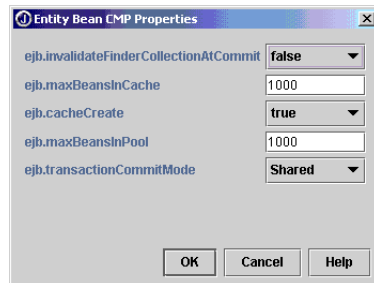 Entity Bean CMP Properties
ejb.invalidateFinderCollectionAtCommit false
ejb.maxBeansInCache 1000
ejb.cacheCreate true
ejb.maxBeansInPool 1000
ejb.transactionCommitMode Shared
OK Cancel Help